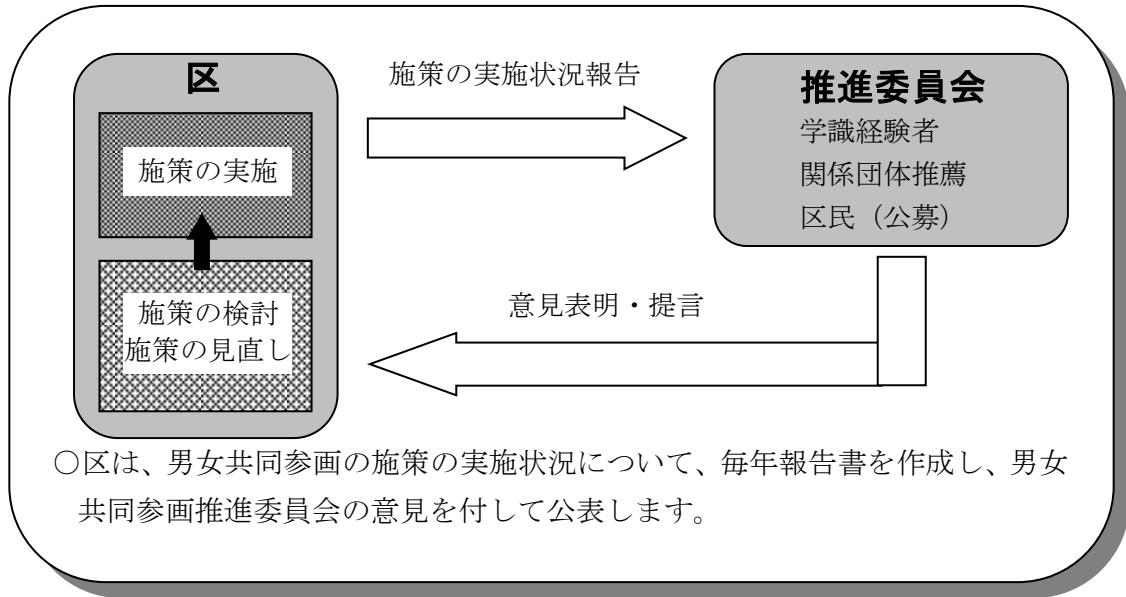 区
施策の実施
施策の検討
施策の見直し
施策の実施状況報告
推進委員会
学識経験者
関係団体推薦
区民（公募）
意見表明・提言
○区は、男女共同参画の施策の実施状況について、毎年報告書を作成し、男女
共同参画推進委員会の意見を付して公表します。